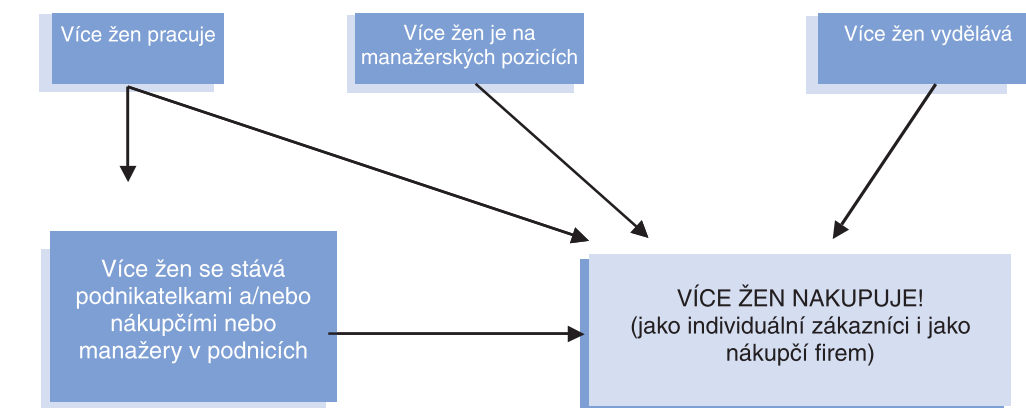 Více žen pracuje
Více žen je na
manažerských pozicích
Více žen vydělává
Více žen se stává
podnikatelkami a/nebo
nákupčími nebo
manažery v podnicích
VÍCE ŽEN NAKUPUJE!
(jako individuální zákazníci i jako
nákupčí firem)